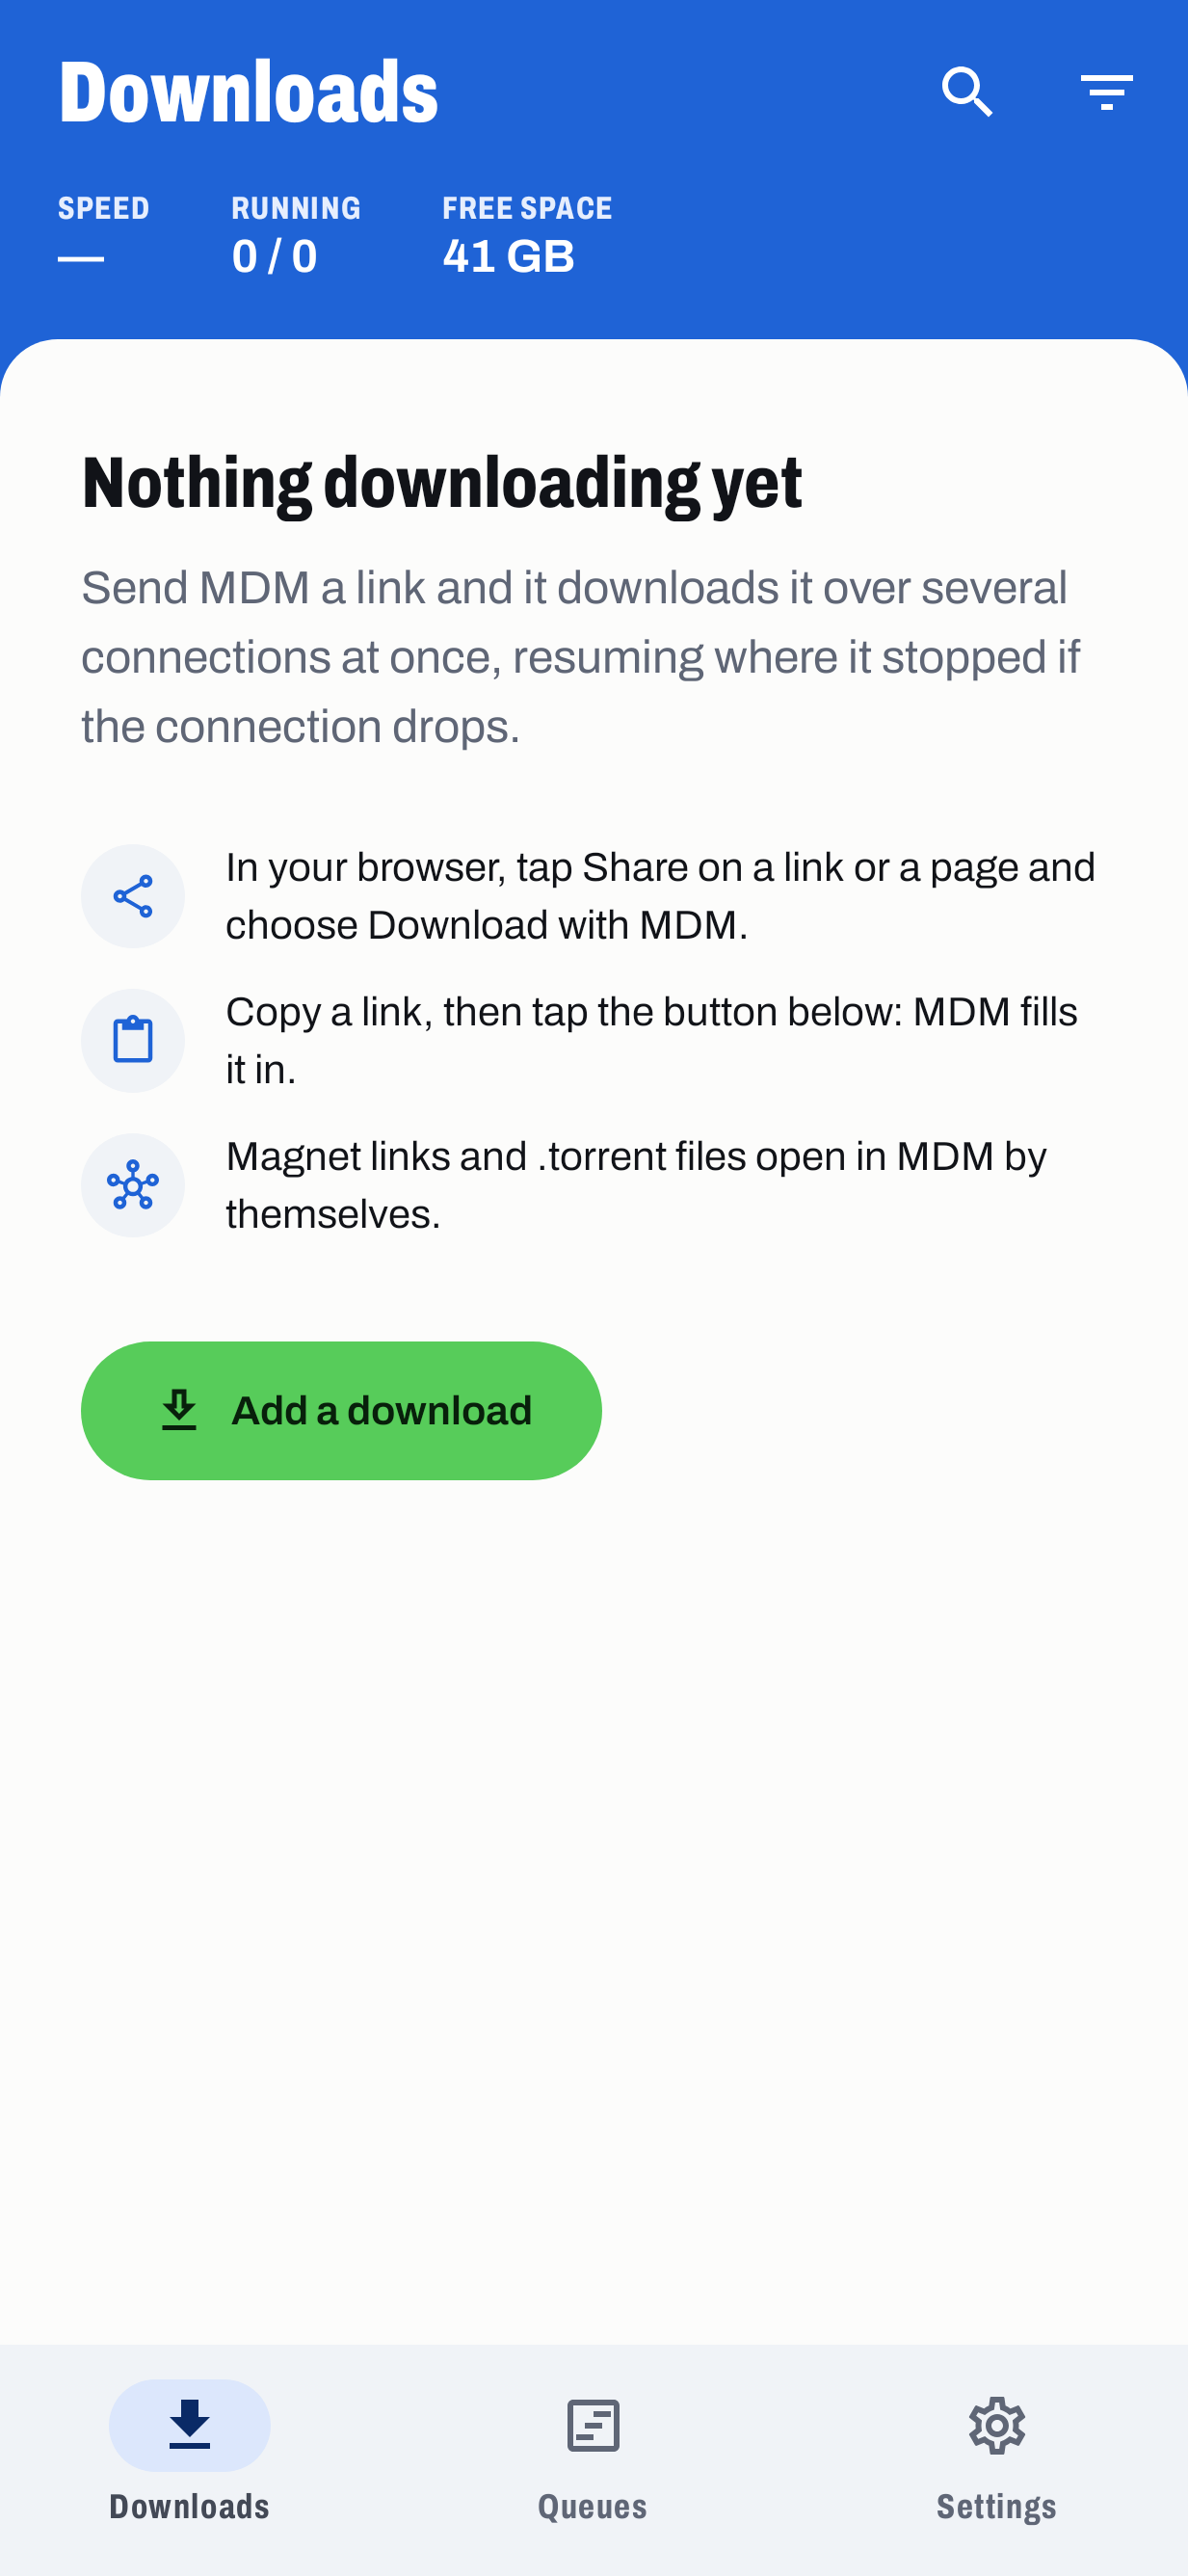 Downloads
SPEED
RUNNING
FREE SPACE
—
0 / 0
41 GB
Nothing downloading yet
Send MDM a link and it downloads it over several
connections at once, resuming where it stopped if
the connection drops.
In your browser, tap Share on a link or a page and
choose Download with MDM.
Copy a link, then tap the button below: MDM fills
it in.
Magnet links and .torrent files open in MDM by
themselves.
Add a download
Downloads
Queues
Settings